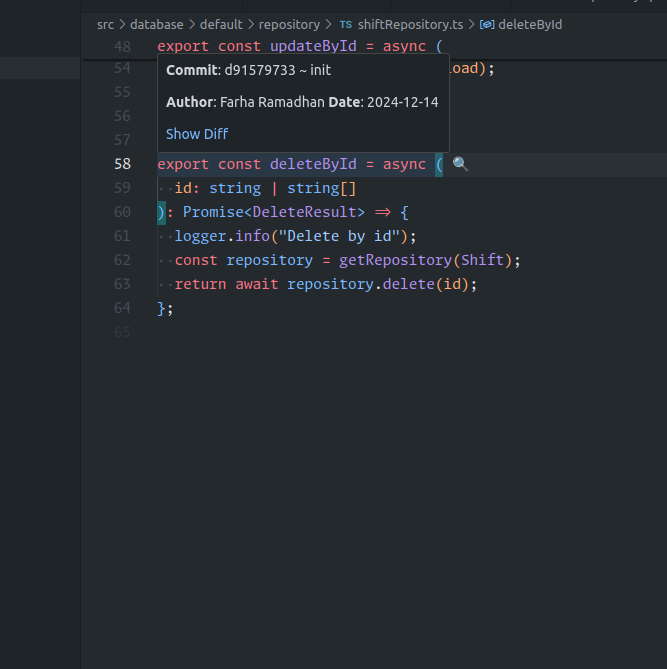 src > database > default > repository > TS shiftRepository.ts > deleteById
48 export const updateById = async (
54 load);
55
Commit: d91579733 ~ init
56
Author: Farha Ramadhan Date: 2024-12-14
57
Show Diff
58 export const deleteById = async (
59 id: string | string[]
60 ): Promise<DeleteResult> => {
61 logger.info("Delete by id");
62 const repository = getRepository(Shift);
63 return await repository.delete(id);
64 };
65